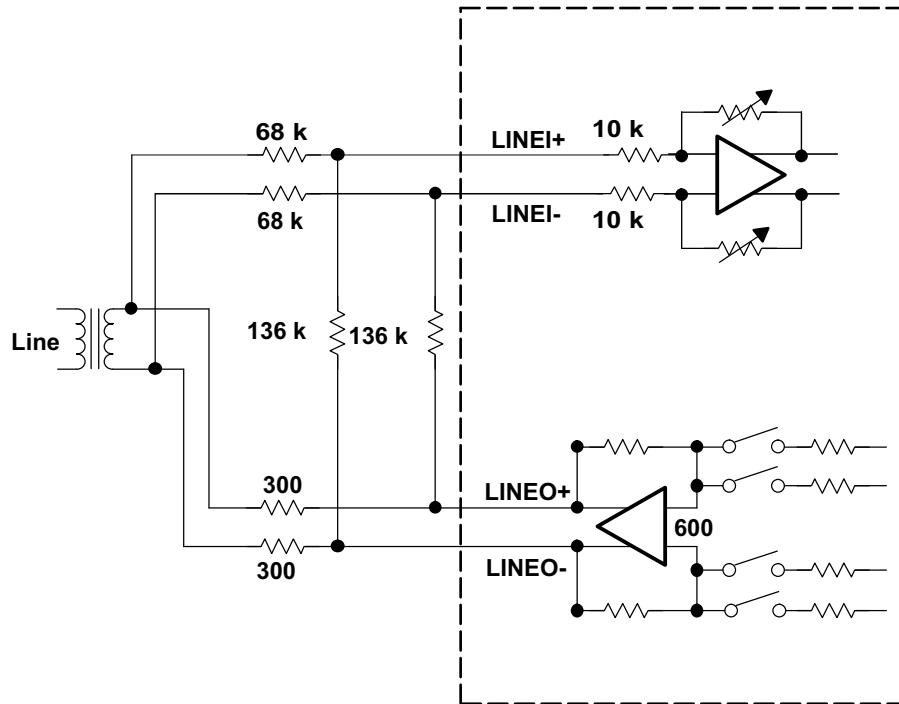 68 k
LINEI+
10 k
68 k
LINEI-
10 k
Line
136 k
136 k
300
LINEO+
600
300
LINEO-